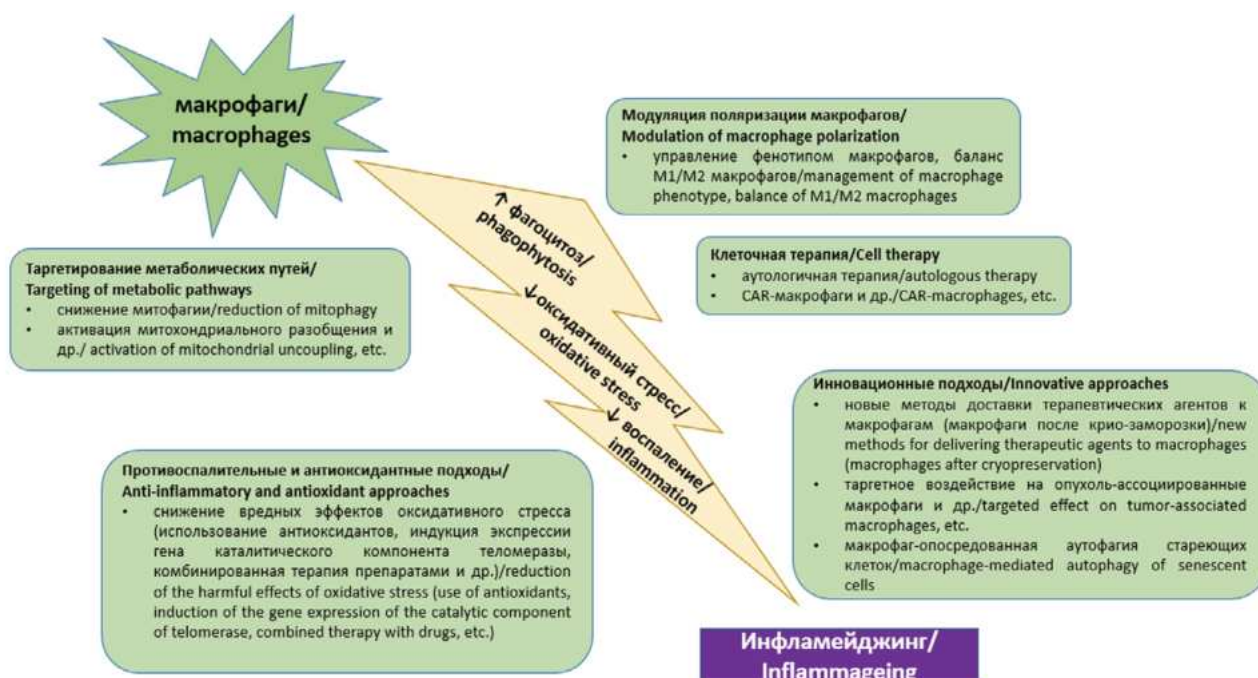 макрофаги/
macrophages
Модуляция поляризации макрофагов/
Modulation of macrophage polarization
• управление фенотипом макрофагов, баланс
M1/M2 макрофагов/management of macrophage
phenotype, balance of M1/M2 macrophages
↑ фагоцитоз/
phagophytosis
Таргетирование метаболических путей/
Targeting of metabolic pathways
• снижение митофагии/reduction of mitophagy
• активация митохондриального разобщения и
др./ activation of mitochondrial uncoupling, etc.
Клеточная терапия/Cell therapy
• аутологичная терапия/autologous therapy
• CAR-макрофаги и др./CAR-macrophages, etc.
↓ оксидативный стресс/
oxidative stress
↓ воспаление/
inflammation
Инновационные подходы/Innovative approaches
• новые методы доставки терапевтических агентов к
макрофагам (макрофаги после крио-заморозки)/new
methods for delivering therapeutic agents to macrophages
(macrophages after cryopreservation)
• таргетное воздействие на опухоль-ассоциированные
макрофаги и др./targeted effect on tumor-associated
macrophages, etc.
• макрофаг-опосредованная аутофагия стареющих
клеток/macrophage-mediated autophagy of senescent
cells
Противоспалительные и антиоксидантные подходы/
Anti-inflammatory and antioxidant approaches
• снижение вредных эффектов оксидативного стресса
(использование антиоксидантов, индукция экспрессии
гена каталитического компонента теломеразы,
комбинированная терапия препаратами и др.)/reduction
of the harmful effects of oxidative stress (use of antioxidants,
induction of the gene expression of the catalytic component
of telomerase, combined therapy with drugs, etc.)
Инфламейджинг/
Inflammageing